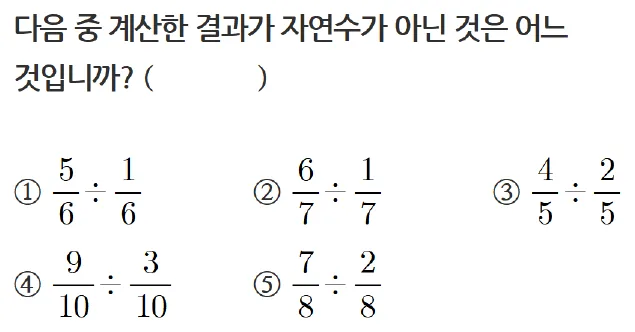 다음 중 계산한 결과가 자연수가 아닌 것은 어느
것입니까? (          )
① 5/6 ÷ 1/6 ② 6/7 ÷ 1/7 ③ 4/5 ÷ 2/5
④ 9/10 ÷ 3/10 ⑤ 7/8 ÷ 2/8